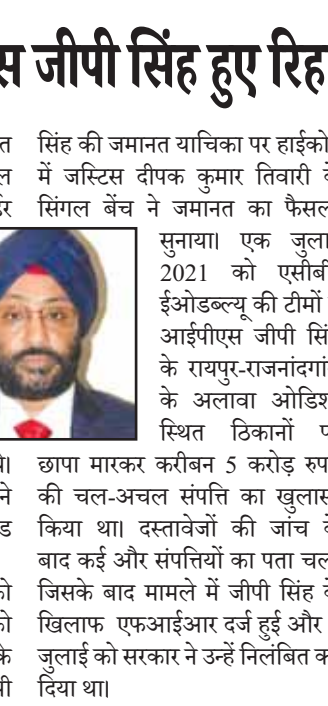 जीपी सिंह हुए रिह
सिंह की जमानत याचिका पर हाईको
में जस्टिस दीपक कुमार तिवारी
सिंगल बेंच ने जमानत का फैसल
सुनाया। एक जुला
2021 को एसीबी
ईओडब्ल्यू की टीमों
आईपीएस जीपी सिं
के रायपुर-राजनांदगां
के अलावा ओडिश
स्थित ठिकानों प
छापा मारकर करीबन 5 करोड़ रुप
की चल-अचल संपत्ति का खुलास
किया था। दस्तावेजों की जांच
बाद कई और संपत्तियों का पता चल
जिसके बाद मामले में जीपी सिंह
खिलाफ एफआईआर दर्ज हुई और
जुलाई को सरकार ने उन्हें निलंबित क
दिया था।